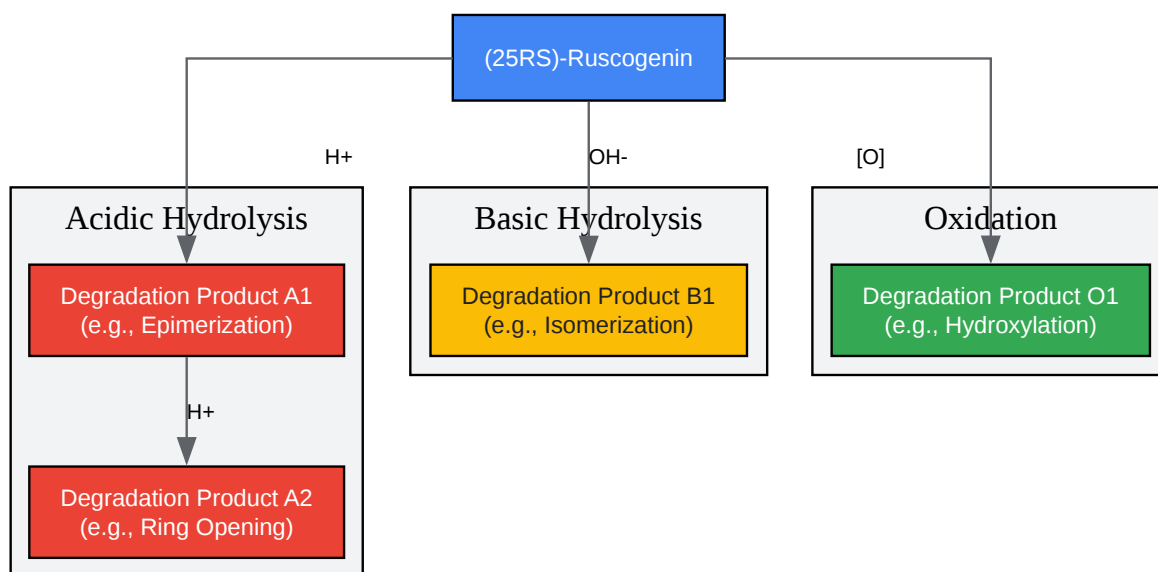 (25RS)-Ruscogenin
H+
OH-
[O]
Acidic Hydrolysis
Basic Hydrolysis
Oxidation
Degradation Product A1
(e.g., Epimerization)
Degradation Product B1
(e.g., Isomerization)
Degradation Product O1
(e.g., Hydroxylation)
H+
Degradation Product A2
(e.g., Ring Opening)